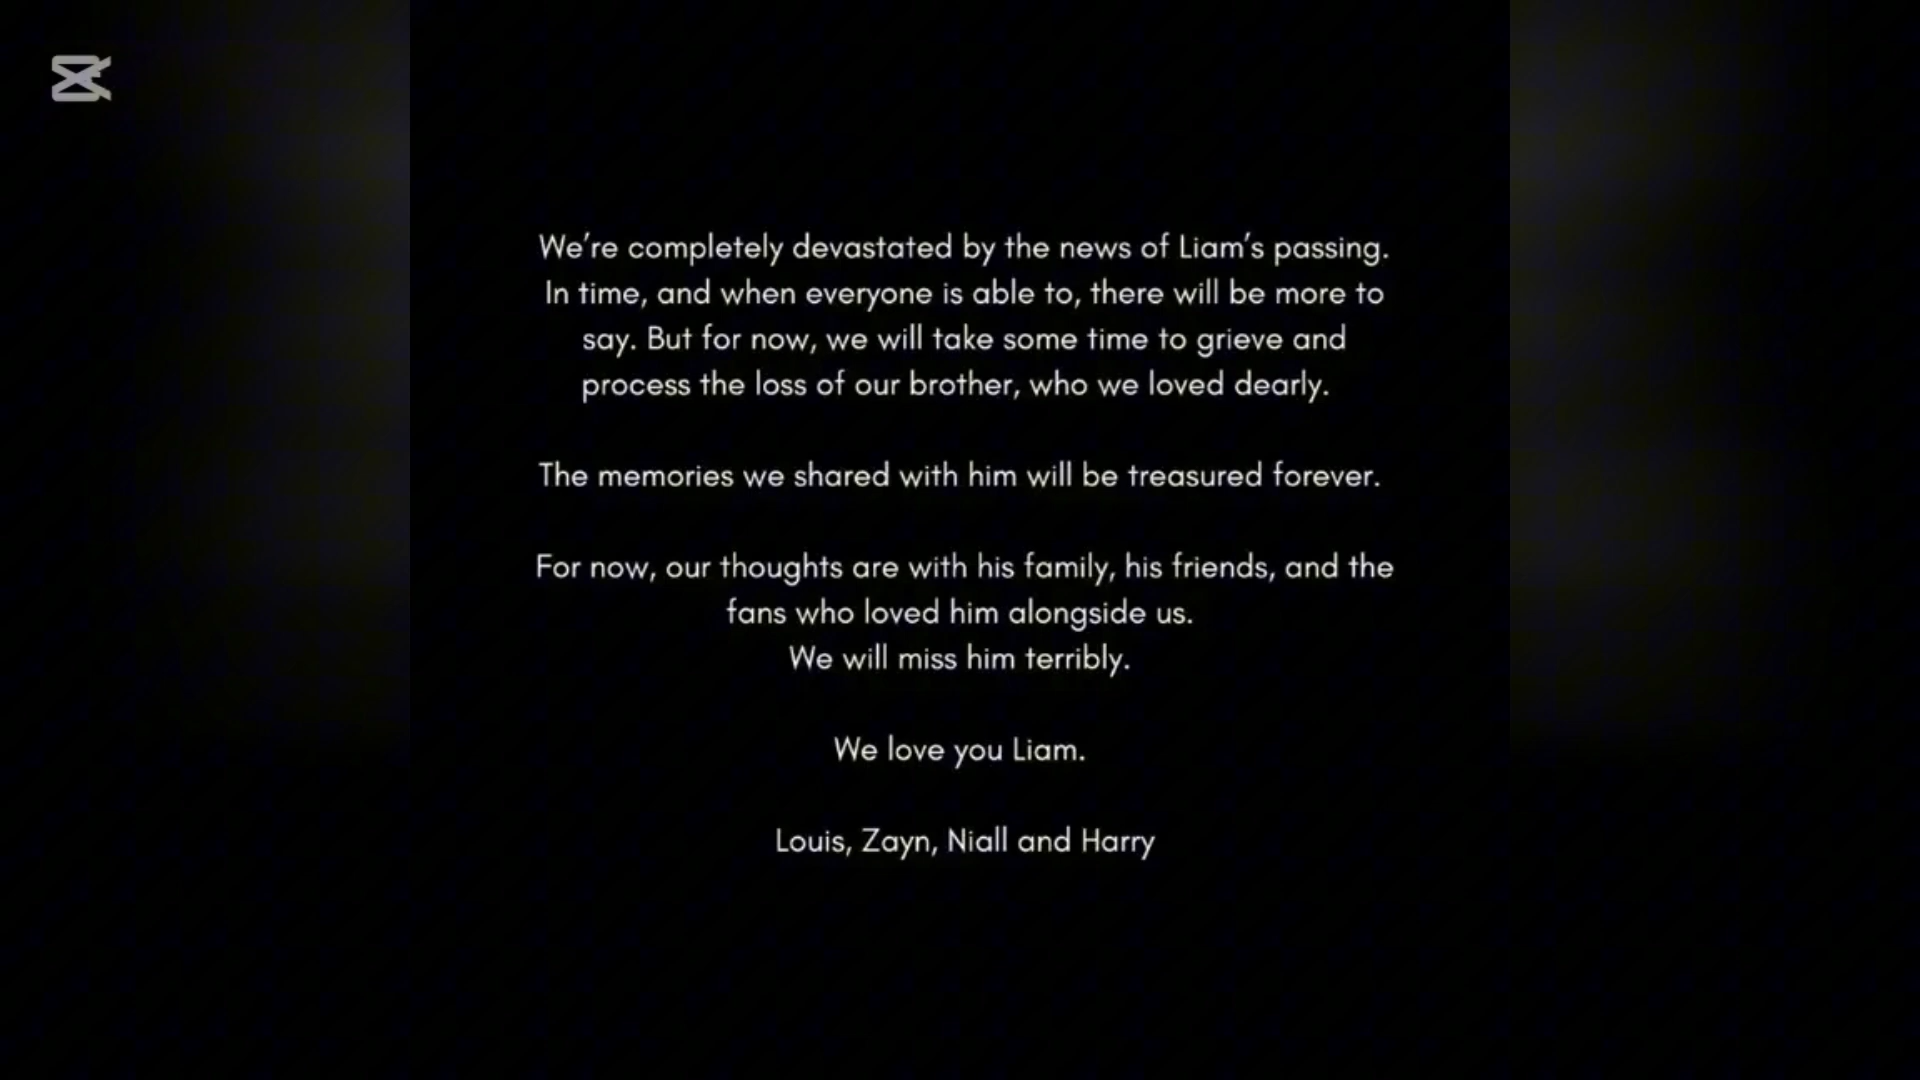 We're completely devastated by the news of Liam's passing.
In time, and when everyone is able to, there will be more to
say. But for now, we will take some time to grieve and
process the loss of our brother, who we loved dearly.
The memories we shared with him will be treasured forever.
For now, our thoughts are with his family, his friends, and the
fans who loved him alongside us.
We will miss him terribly.
We love you Liam.
Louis, Zayn, Niall and Harry